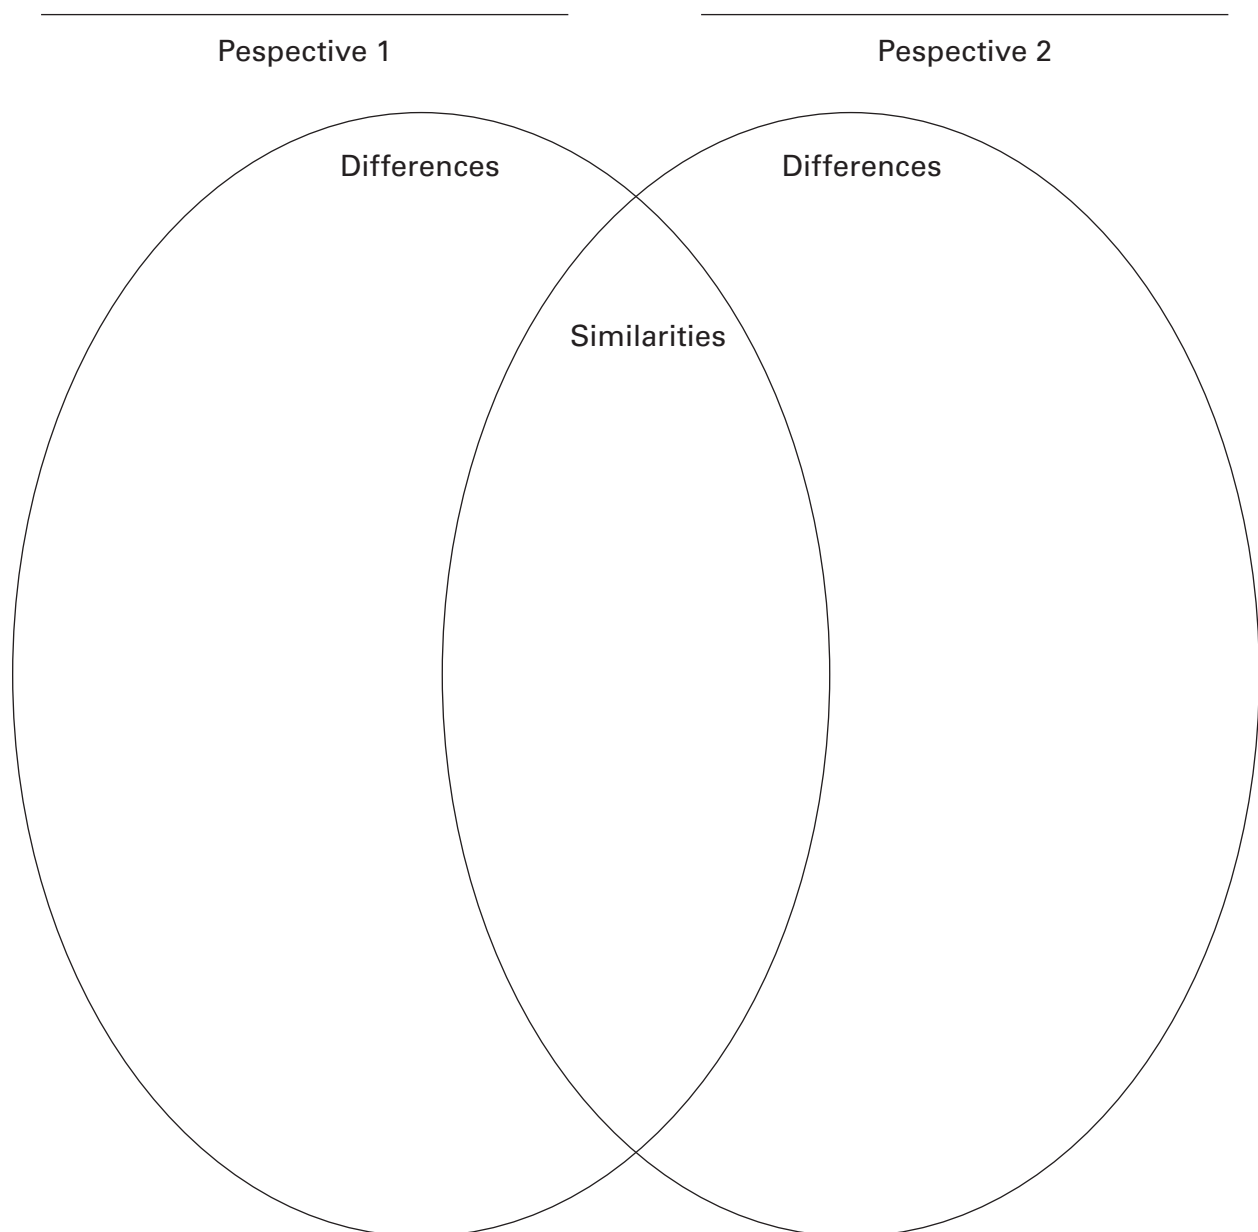 Pespective 1
Pespective 2
Differences
Differences
Similarities